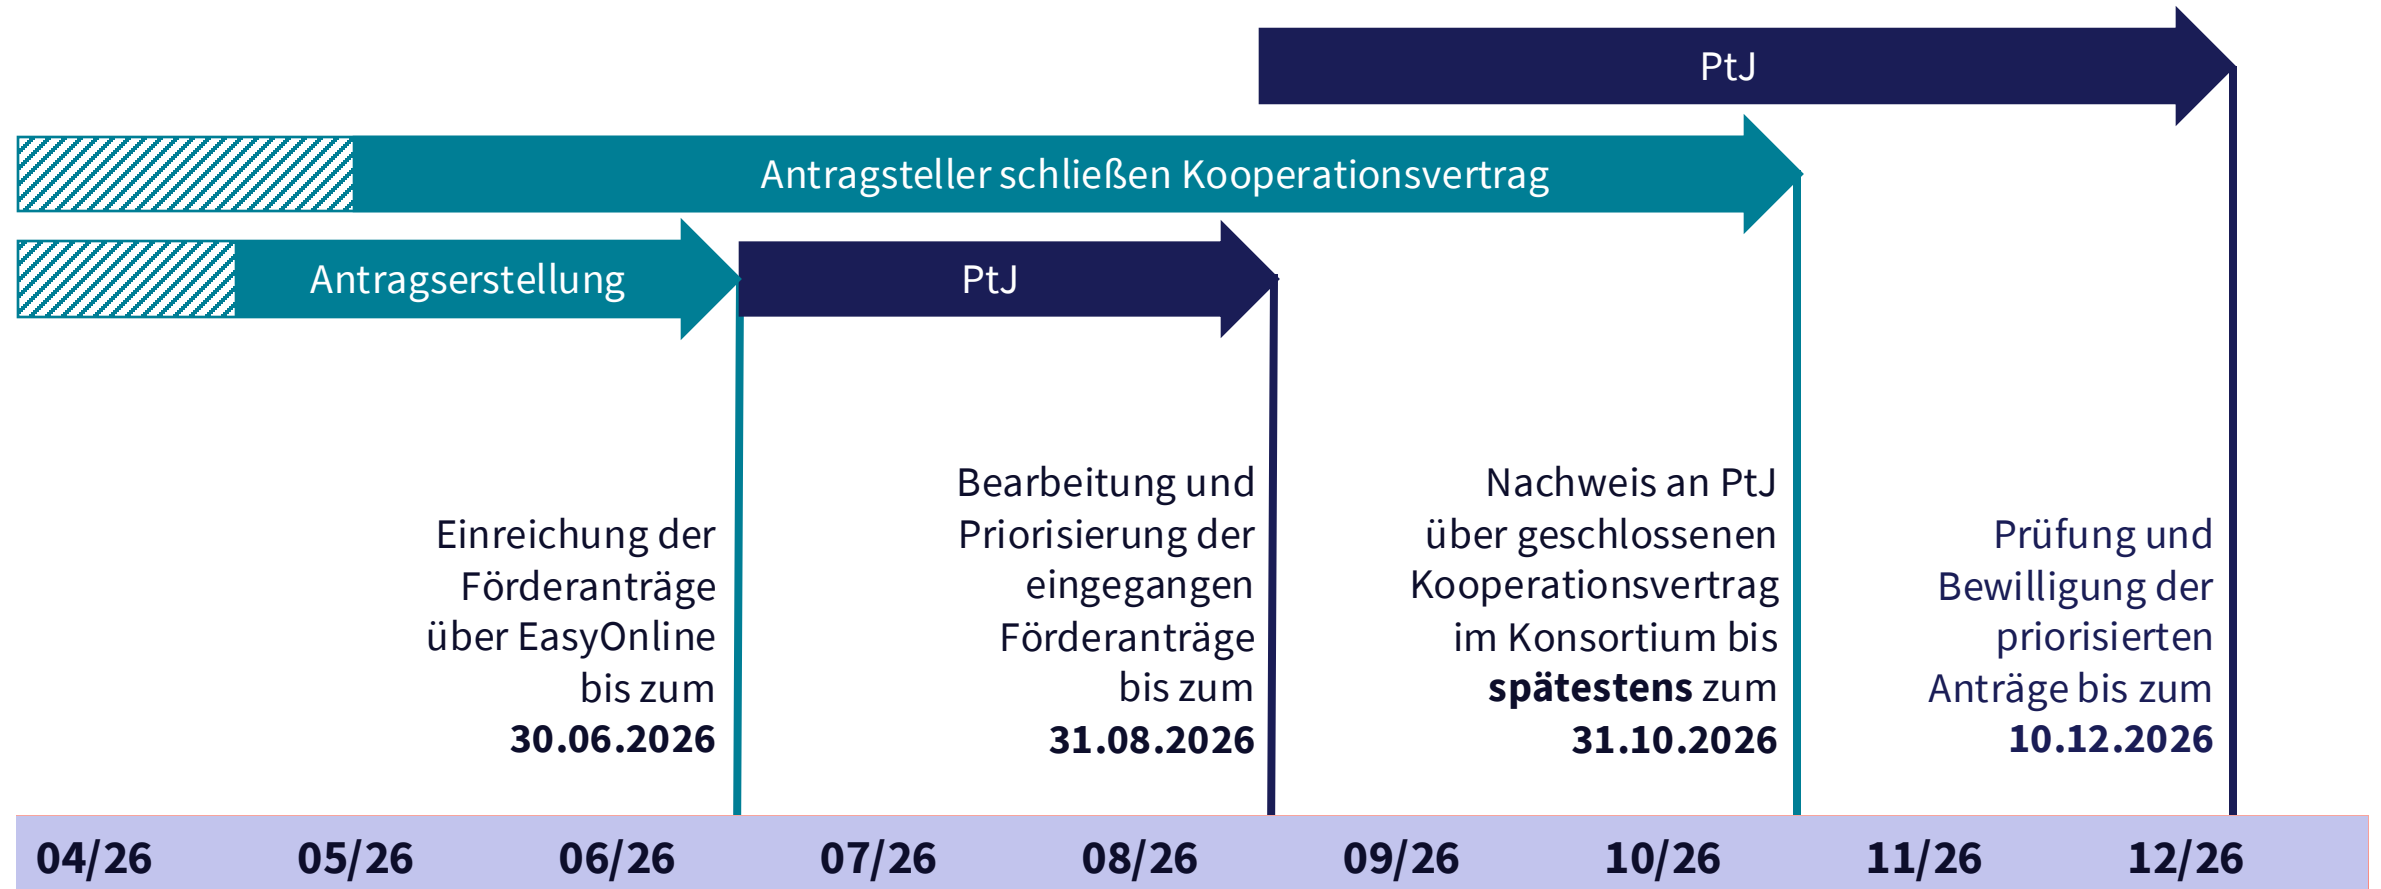 PtJ
Antragsteller schließen Kooperationsvertrag
Antragserstellung
PtJ
Einreichung der
Förderanträge
über EasyOnline
bis zum
30.06.2026
Bearbeitung und
Priorisierung der
eingegangen
Förderanträge
bis zum
31.08.2026
Nachweis an PtJ
über geschlossenen
Kooperationsvertrag
im Konsortium bis
spätestens zum
31.10.2026
Prüfung und
Bewilligung der
priorisierten
Anträge bis zum
10.12.2026
04/26 05/26 06/26 07/26 08/26 09/26 10/26 11/26 12/26